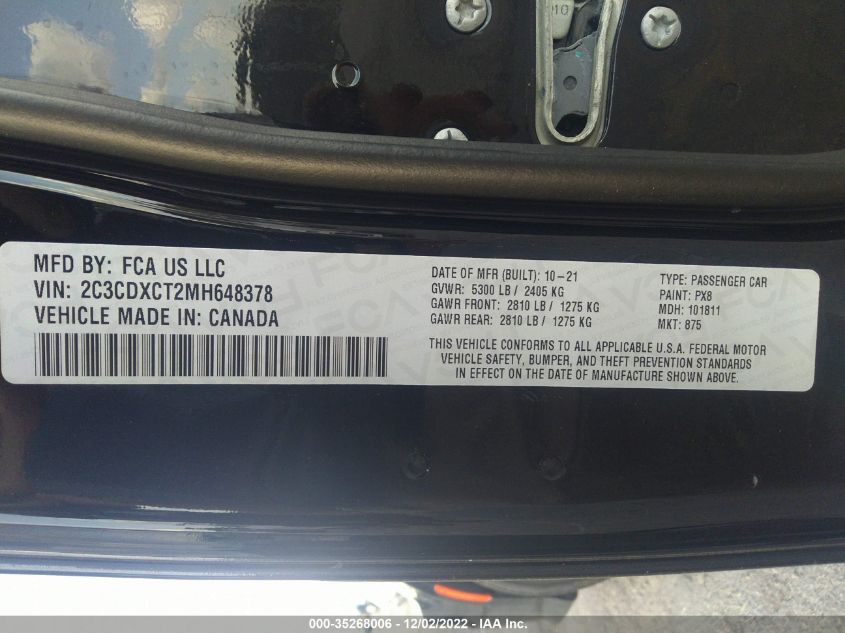 10
MFD BY: FCA US LLC
VIN: 2C3CDXCT2MH648378
VEHICLE MADE IN: CANADA
DATE OF MFR (BUILT): 10-21
GVWR: 5300 LB / 2405 KG
GAWR FRONT: 2810 LB / 1275 KG
GAWR REAR: 2810 LB / 1275 KG
TYPE: PASSENGER CAR
PAINT: PX8
MDH: 101811
MKT: 875
THIS VEHICLE CONFORMS TO ALL APPLICABLE U.S.A. FEDERAL MOTOR
VEHICLE SAFETY, BUMPER, AND THEFT PREVENTION STANDARDS
IN EFFECT ON THE DATE OF MANUFACTURE SHOWN ABOVE.
000-35268006 - 12/02/2022 - IAA Inc.